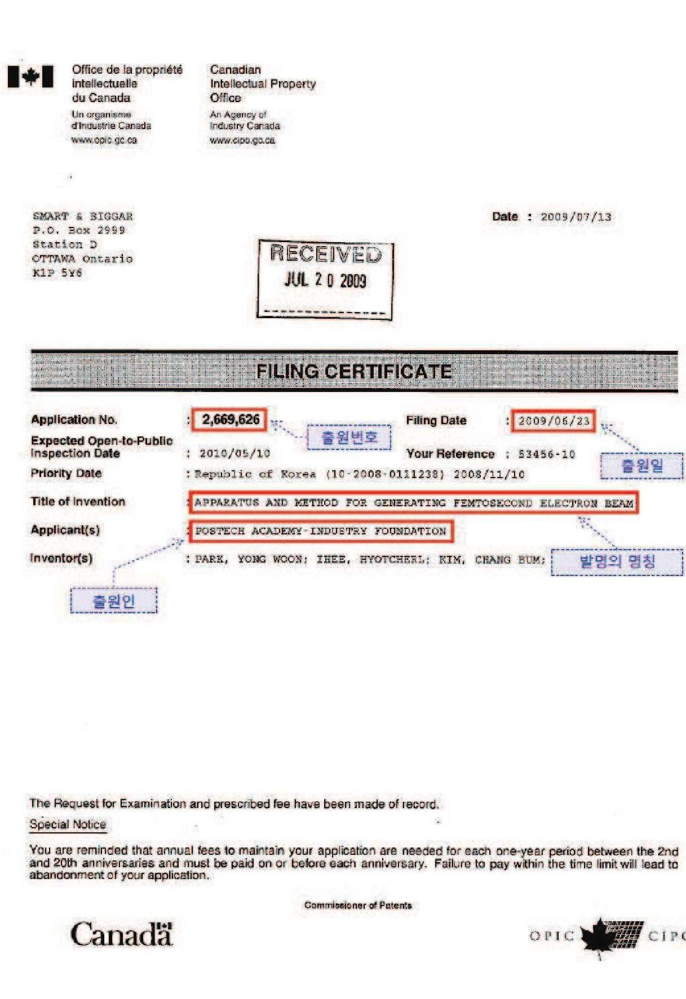 Office de la propriété
intellectuelle
du Canada
Un organisme
d'Industrie Canada
www.opic.gc.ca
Canadian
Intellectual Property
Office
An Agency of
Industry Canada
www.cipo.gc.ca
SMART & BIGGAR
P.O. Box 2999
Station D
OTTAWA Ontario
K1P 5Y6
Date : 2009/07/13
RECEIVED
JUL 20 2009
FILING CERTIFICATE
Application No. : 2,669,626
출원번호
Filing Date : 2009/06/23
출원일
Expected Open-to-Public
Inspection Date : 2010/05/10
Your Reference : 53456-10
Priority Date : Republic of Korea (10-2008-0111238) 2008/11/10
Title of Invention : APPARATUS AND METHOD FOR GENERATING FEMTOSECOND ELECTRON BEAM
Applicant(s) : POSTECH ACADEMY-INDUSTRY FOUNDATION
Inventor(s) : PARK, YONG WOON; IHEE, HYOTCHERL; KIM, CHANG BUM;
발명의 명칭
출원인
The Request for Examination and prescribed fee have been made of record.
Special Notice
You are reminded that annual fees to maintain your application are needed for each one-year period between the 2nd
and 20th anniversaries and must be paid on or before each anniversary. Failure to pay within the time limit will lead to
abandonment of your application.
Commissioner of Patents
Canada
OPIC CIPO